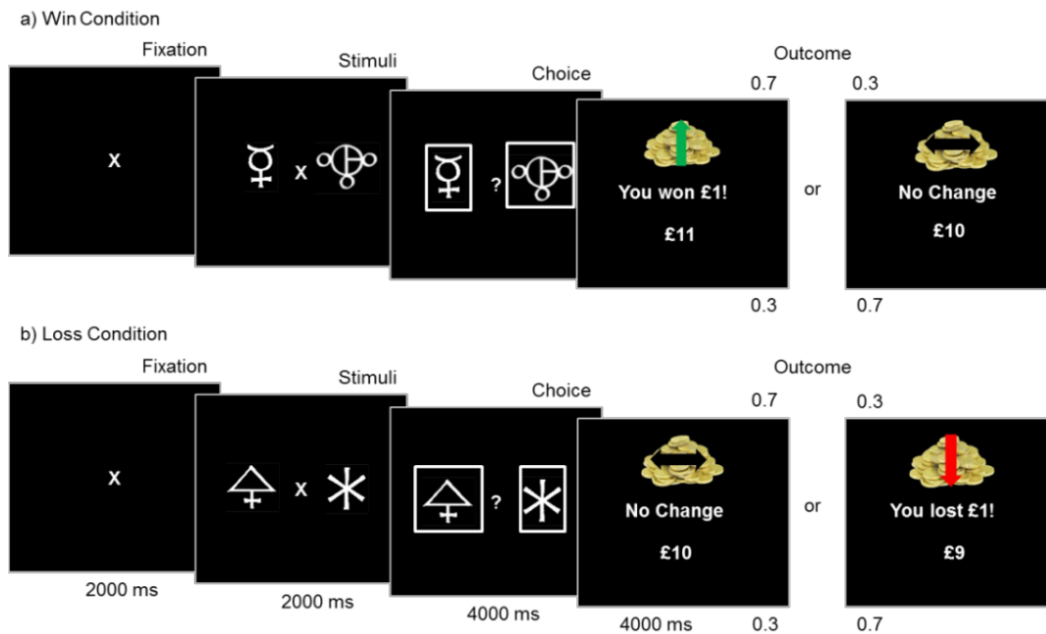 a) Win Condition
Fixation
Stimuli
Choice
Outcome
0.7
0.3
X
X
?
You won £1!
£11
or
No Change
£10
0.3
0.7
b) Loss Condition
Fixation
Stimuli
Choice
Outcome
0.7
0.3
X
X
?
No Change
£10
or
You lost £1!
£9
2000 ms
2000 ms
4000 ms
4000 ms
0.3
0.7